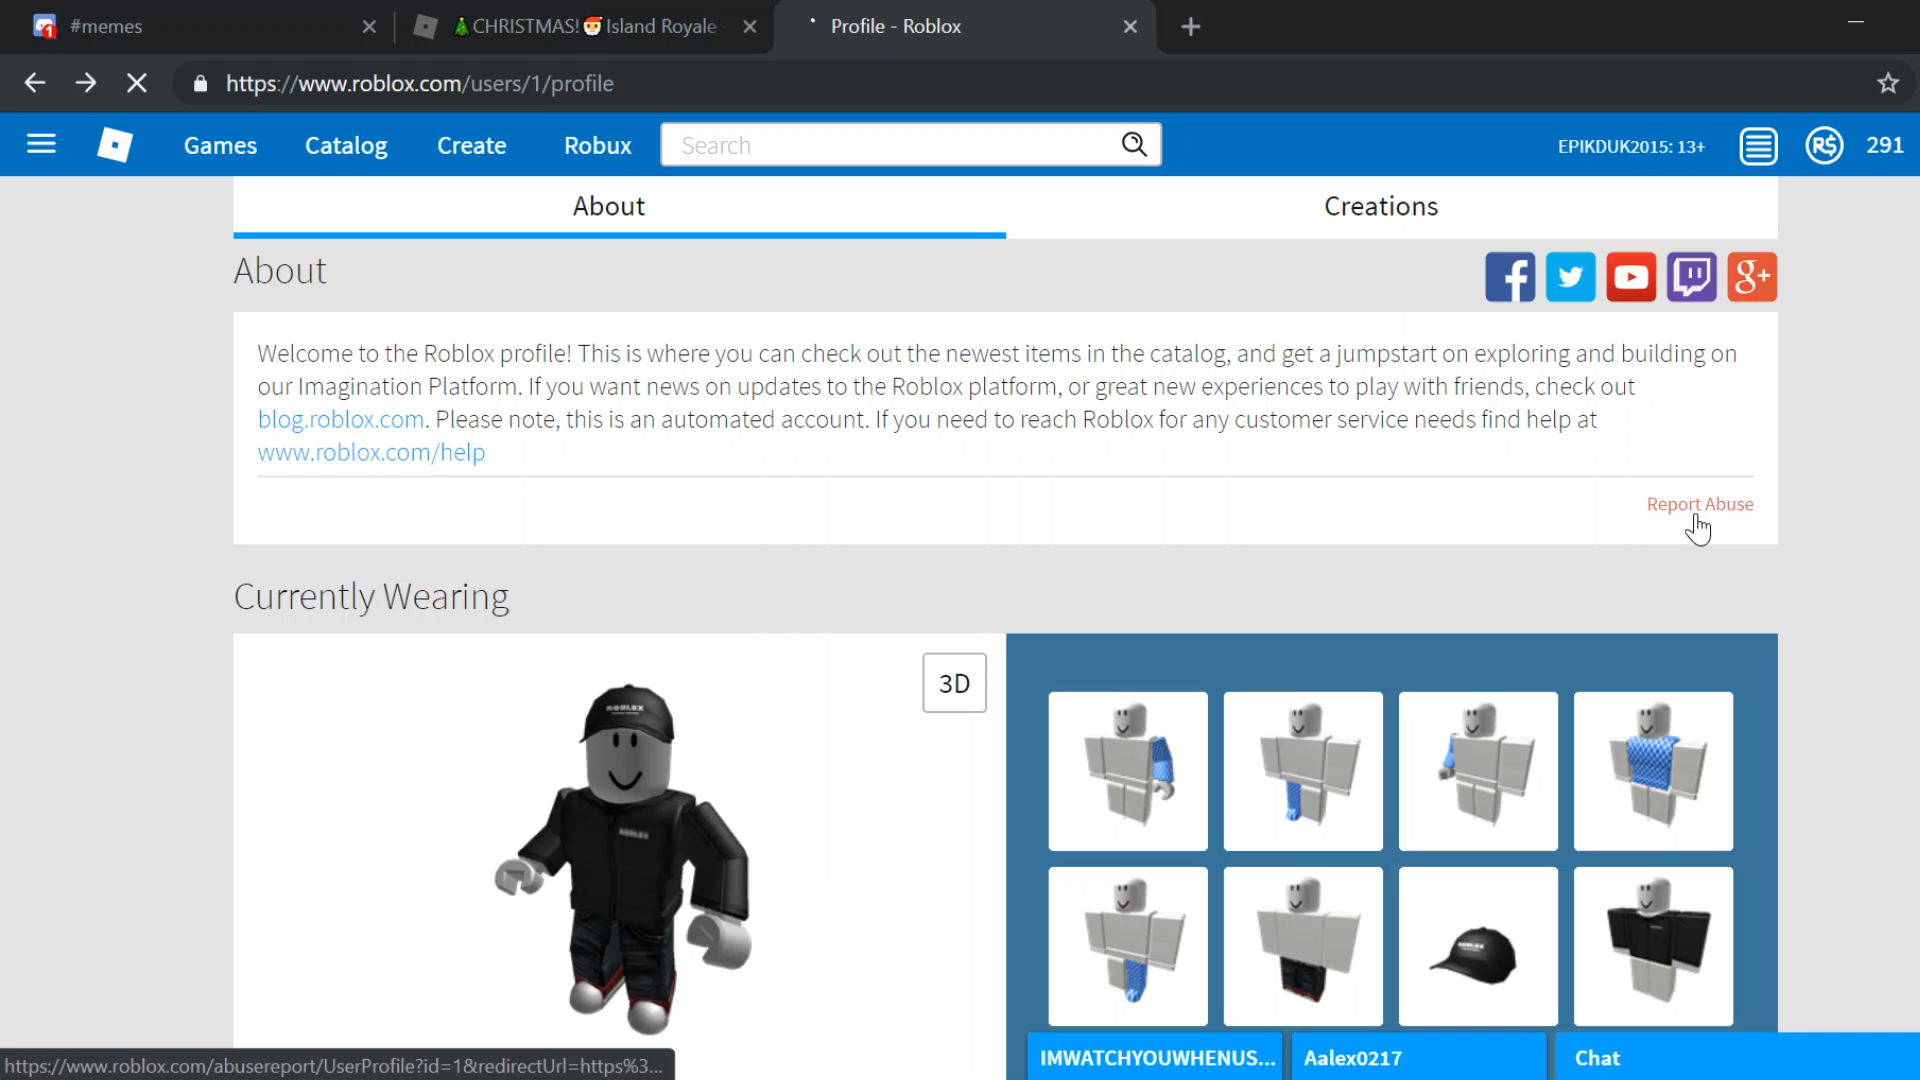 #memes
🎄CHRISTMAS!🎅Island Royale -
Profile - Roblox
https://www.roblox.com/users/1/profile
Games
Catalog
Create
Robux
Search
EPIKDUK2015: 13+
R$
291
About
Creations
About
Welcome to the Roblox profile! This is where you can check out the newest items in the catalog, and get a jumpstart on exploring and building on
our Imagination Platform. If you want news on updates to the Roblox platform, or great new experiences to play with friends, check out
blog.roblox.com. Please note, this is an automated account. If you need to reach Roblox for any customer service needs find help at
www.roblox.com/help
Report Abuse
Currently Wearing
3D
ROBLOX
ROBLOX
ROBLOX
IMWATCHYOUWHENUS...
Aalex0217
Chat
https://www.roblox.com/abusereport/UserProfile?id=1&redirectUrl=https%3...